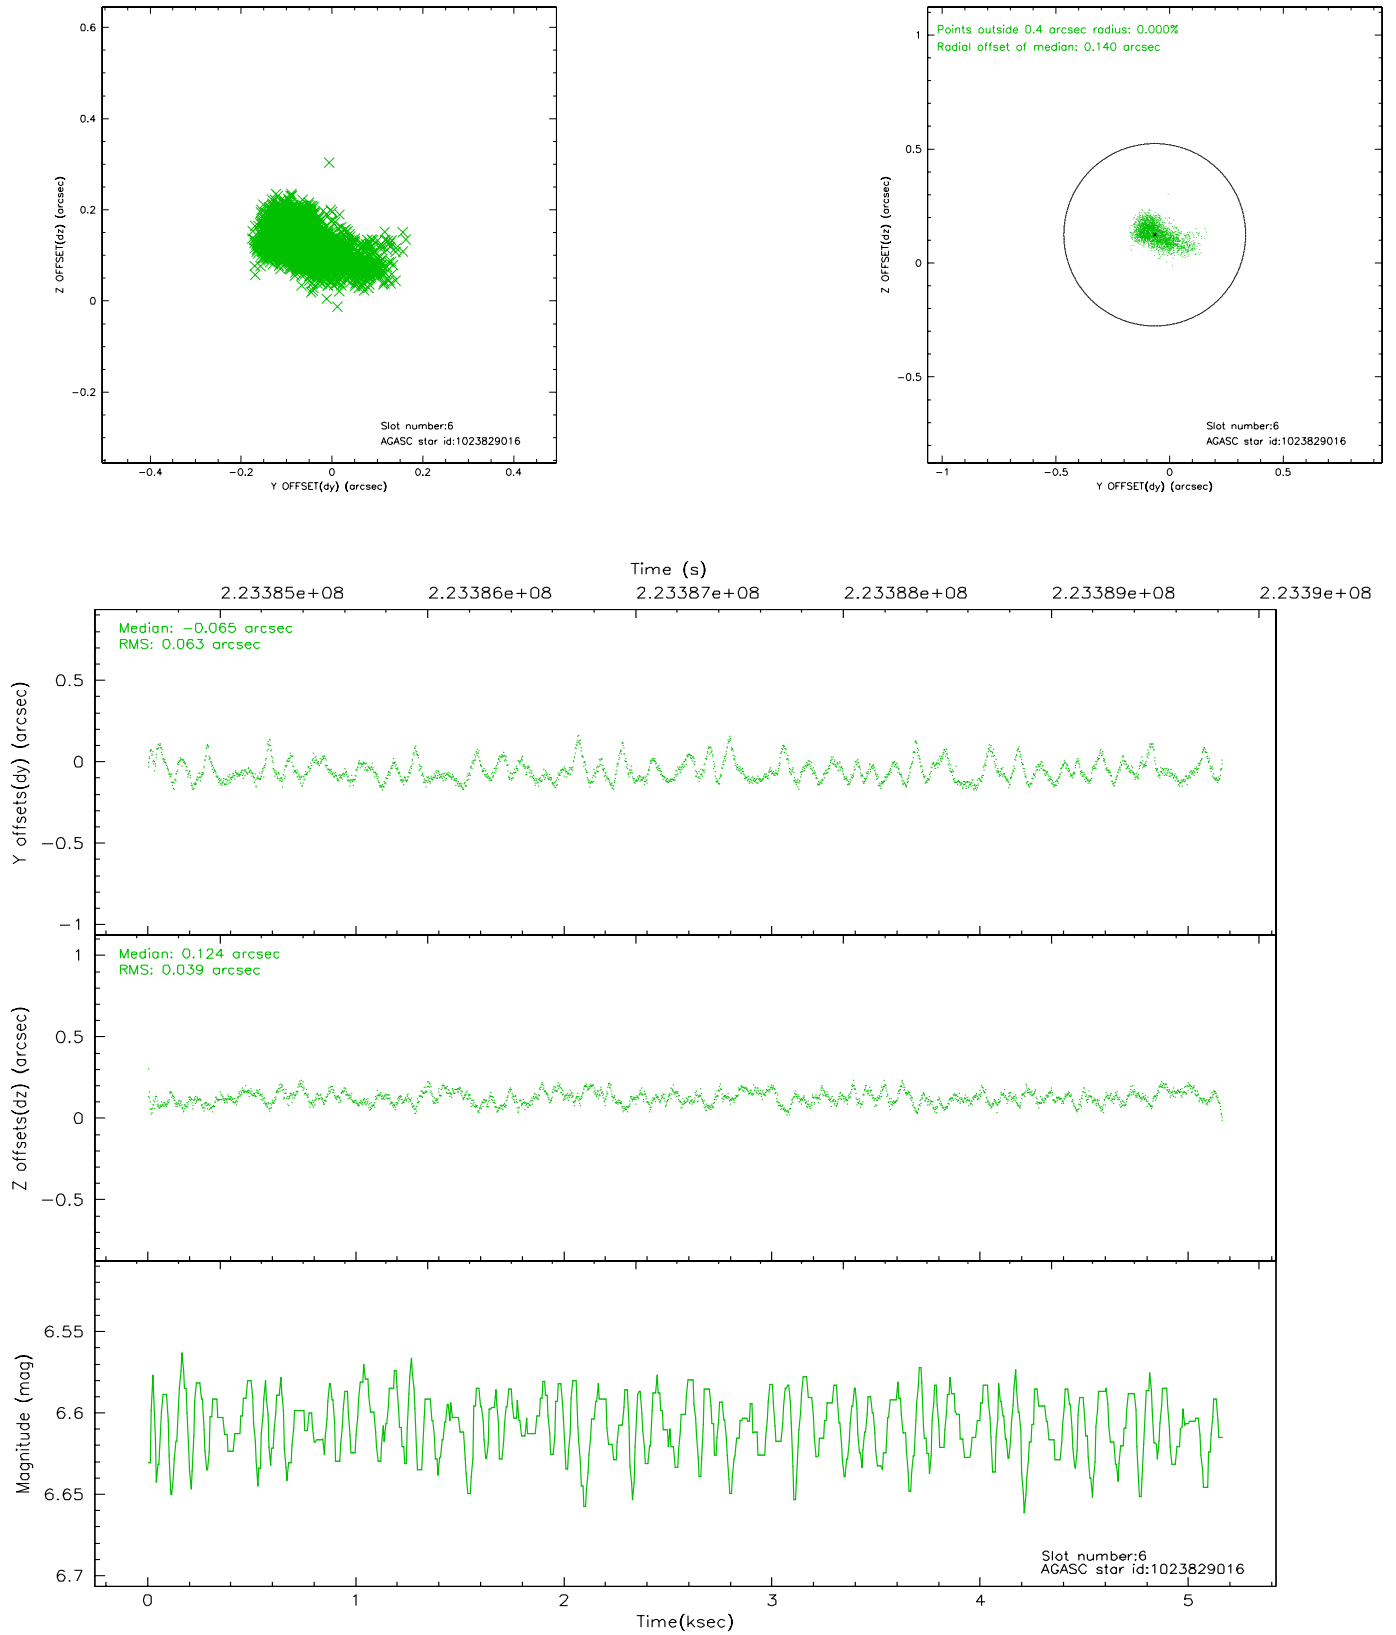 0.6
0.4
0.2
0
−0.2
−0.4
−0.2
0
0.2
0.4
Z OFFSET(dz) (arcsec)
Y OFFSET(dy) (arcsec)
Slot number:6
AGASC star id:1023829016
Points outside 0.4 arcsec radius: 0.000%
Radial offset of median: 0.140 arcsec
1
0.5
0
−0.5
−1
−0.5
0
0.5
Z OFFSET(dz) (arcsec)
Y OFFSET(dy) (arcsec)
Slot number:6
AGASC star id:1023829016
Time (s)
2.23385e+08 2.23386e+08 2.23387e+08 2.23388e+08 2.23389e+08 2.2339e+08
Median: −0.065 arcsec
RMS: 0.063 arcsec
0.5
0
−0.5
−1
Y offsets(dy) (arcsec)
Median: 0.124 arcsec
RMS: 0.039 arcsec
1
0.5
0
−0.5
Z offsets(dz) (arcsec)
6.55
6.6
6.65
6.7
Magnitude (mag)
Slot number:6
AGASC star id:1023829016
0 1 2 3 4 5
Time(ksec)